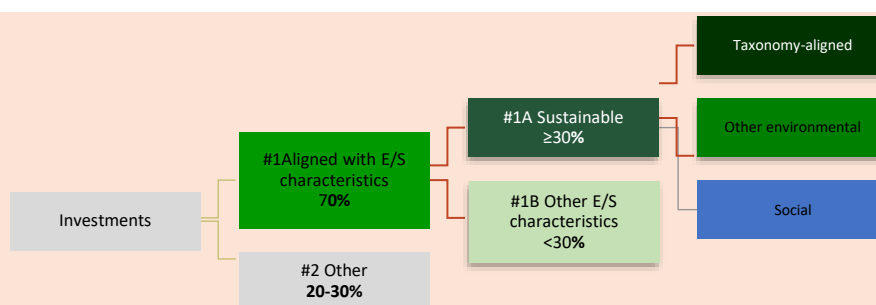 Taxonomy-aligned
#1A Sustainable
≥30%
Other environmental
#1Aligned with E/S
characteristics
70%
#1B Other E/S
characteristics
<30%
Social
Investments
#2 Other
20-30%